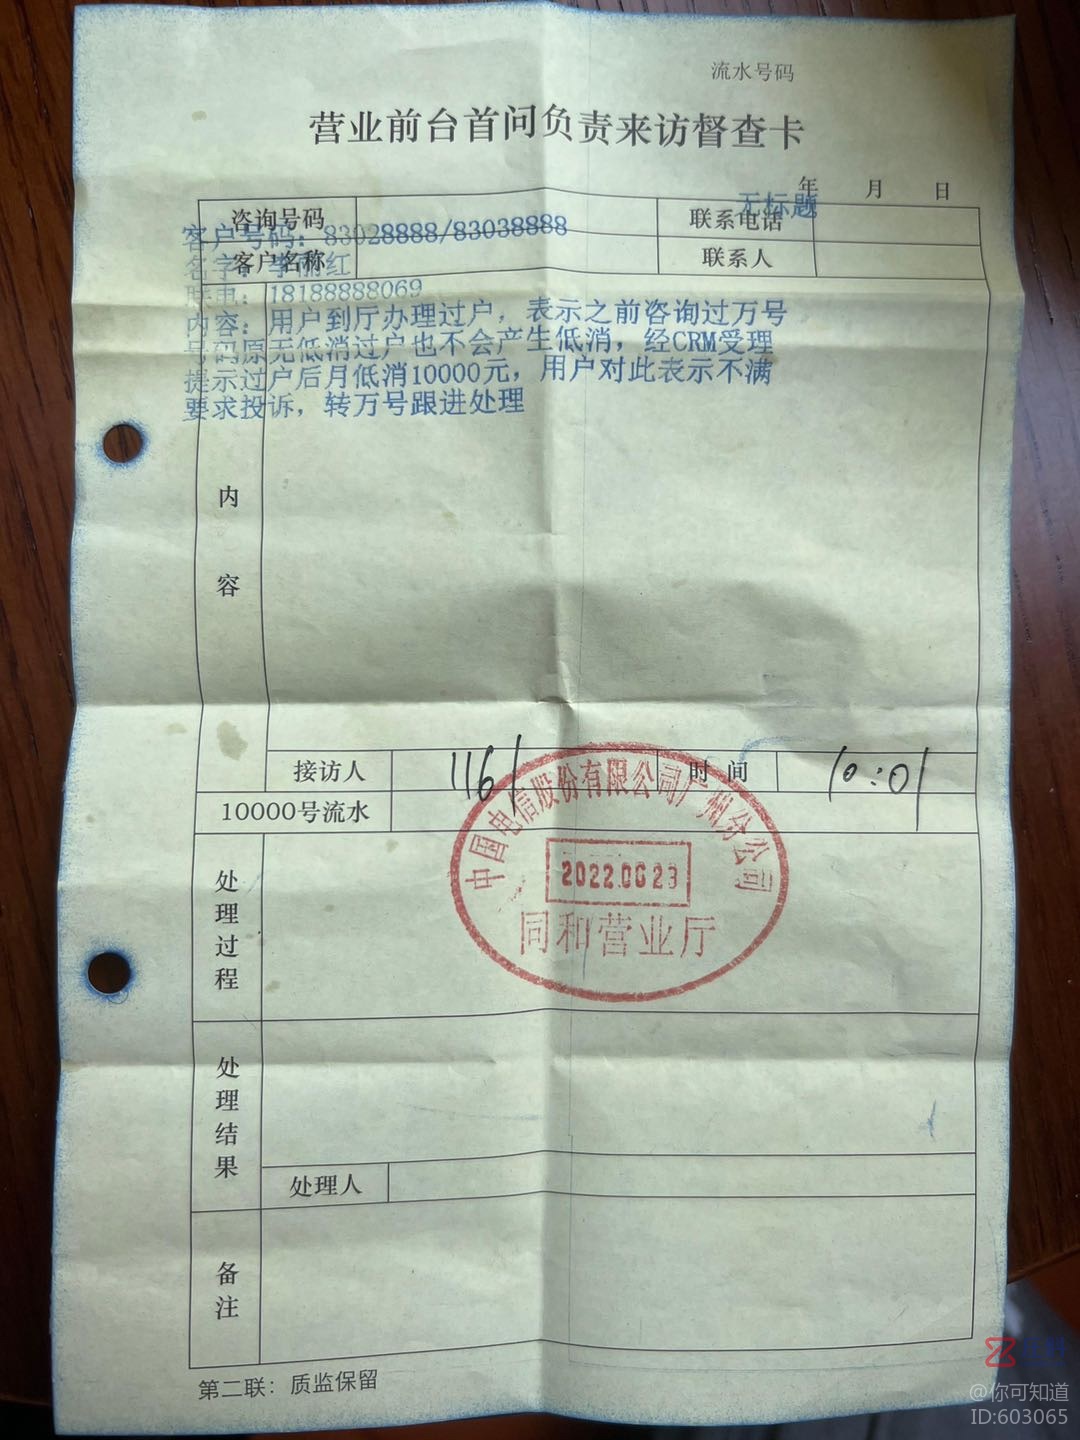 流水号码
营业前台首问负责来访督查卡
年 月 日
无标题
咨询号码 联系电话
客户号码：83028888/83038888
客户名称 联系人
名字：李丽红
联电：18188888069
内容：用户到厅办理过户，表示之前咨询过万号
号码原无低消过户也不会产生低消，经CRM受理
提示过户后月低消10000元，用户对此表示不满
要求投诉，转万号跟进处理
内容
接访人 1161 时间 10:01
10000号流水
中国电信股份有限公司广州分公司
2022.06.23
同和营业厅
处理过程
处理结果
处理人
备注
第二联：质监保留
@你可知道
ID:603065